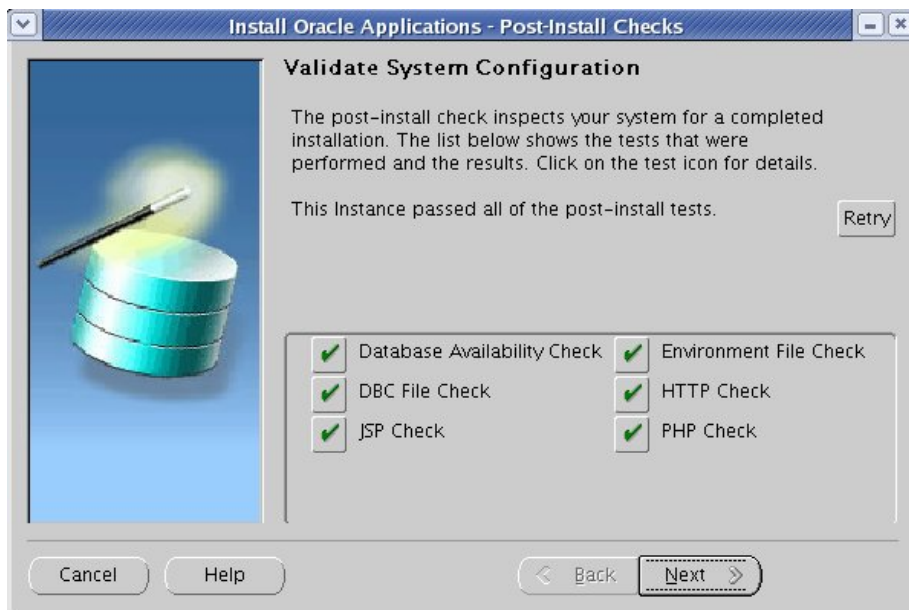 Install Oracle Applications - Post-Install Checks
Validate System Configuration
The post-install check inspects your system for a completed
installation. The list below shows the tests that were
performed and the results. Click on the test icon for details.
This Instance passed all of the post-install tests.
Retry
Database Availability Check
Environment File Check
DBC File Check
HTTP Check
JSP Check
PHP Check
Cancel
Help
Back
Next